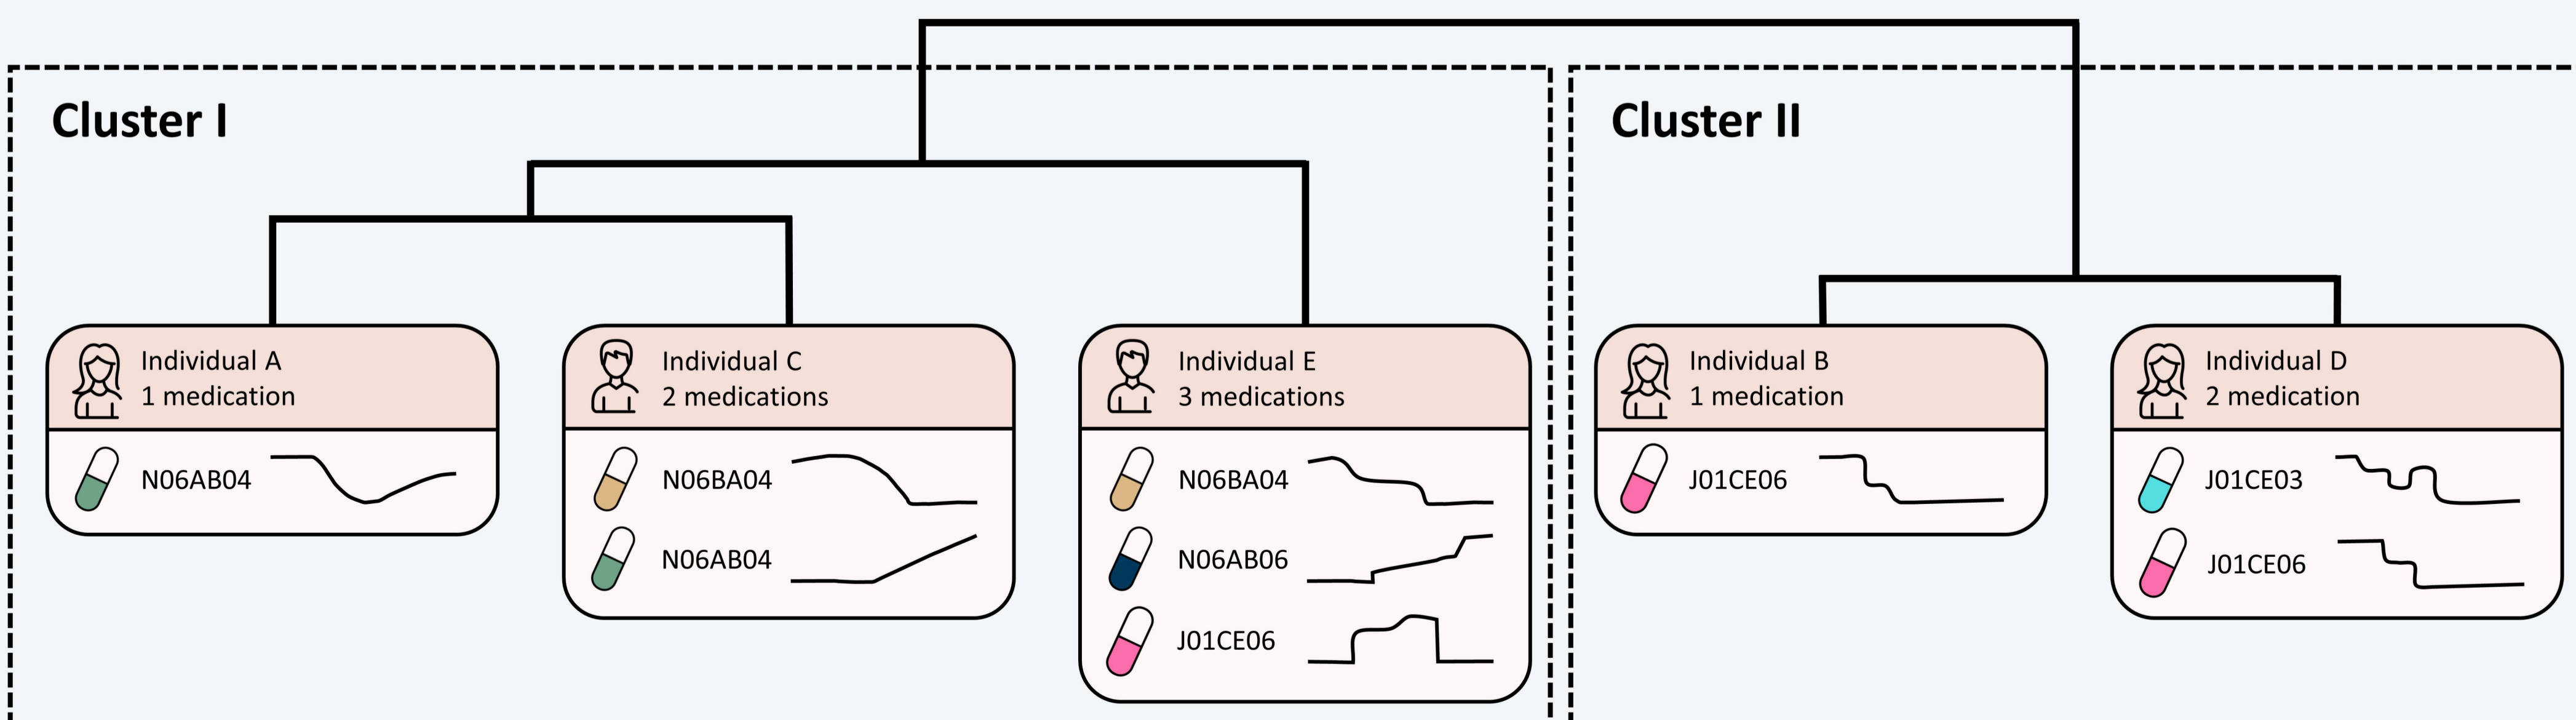 Cluster I
Individual A
1 medication
N06AB04
Individual C
2 medications
N06BA04
N06AB04
Individual E
3 medications
N06BA04
N06AB06
J01CE06
Cluster II
Individual B
1 medication
J01CE06
Individual D
2 medication
J01CE03
J01CE06